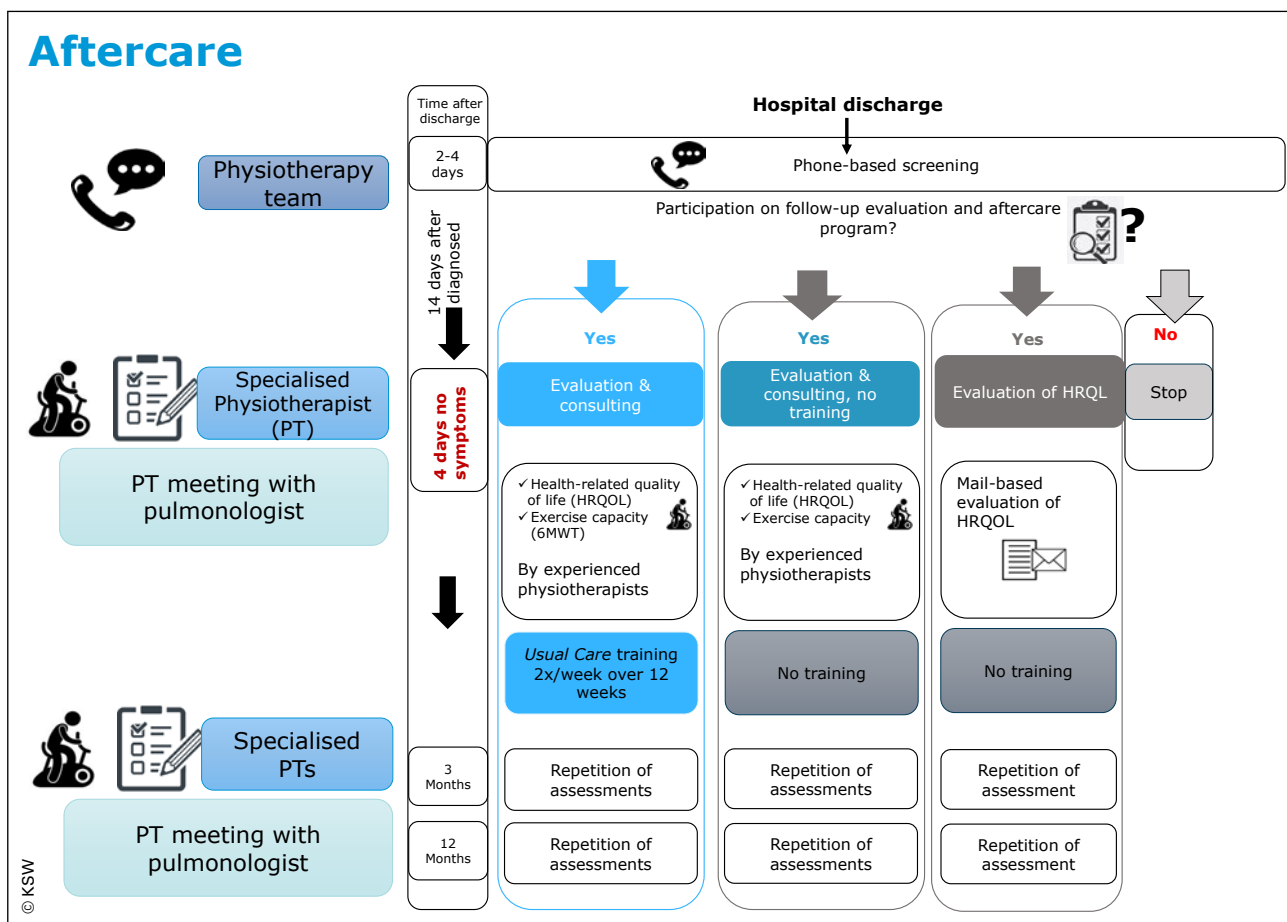 Aftercare
Time after
discharge
Hospital discharge
Physiotherapy
team
2-4
days
Phone-based screening
Participation on follow-up evaluation and aftercare
program?
?
14 days after
diagnosed
Yes
Yes
Yes
No
Specialised
Physiotherapist
(PT)
4 days no
symptoms
Evaluation &
consulting
Evaluation &
consulting, no
training
Evaluation of HRQL
Stop
PT meeting with
pulmonologist
✓Health-related quality
of life (HRQOL)
✓Exercise capacity
(6MWT)
By experienced
physiotherapists
✓Health-related quality
of life (HRQOL)
✓Exercise capacity
By experienced
physiotherapists
Mail-based
evaluation of
HRQOL
Usual Care training
2x/week over 12
weeks
No training
No training
Specialised
PTs
3
Months
Repetition of
assessments
Repetition of
assessments
Repetition of
assessment
PT meeting with
pulmonologist
12
Months
Repetition of
assessments
Repetition of
assessments
Repetition of
assessment
© KSW